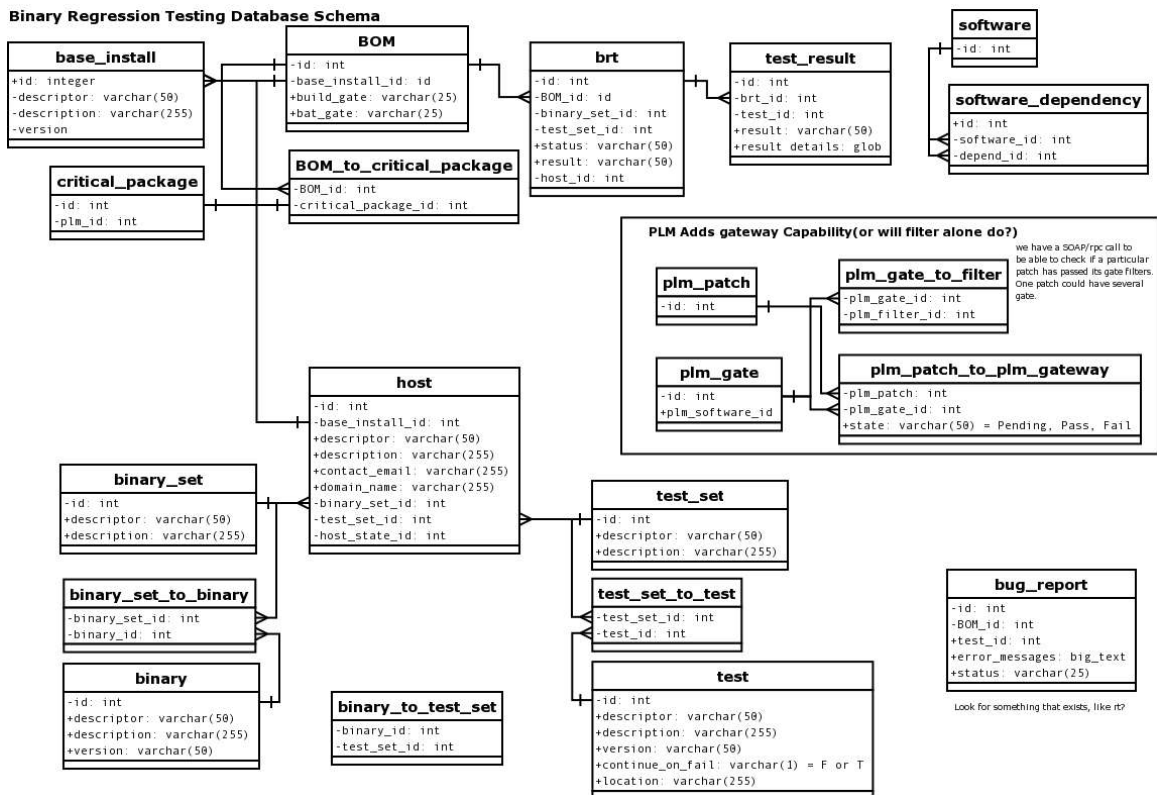 Binary Regression Testing Database Schema
base_install
+id: integer
-descriptor: varchar(50)
-description: varchar(255)
-version
BOM
-id: int
-base_install_id: id
+build_gate: varchar(25)
+bat_gate: varchar(25)
brt
-id: int
-BOM_id: id
-binary_set_id: int
-test_set_id: int
+status: varchar(50)
+result: varchar(50)
-host_id: int
test_result
-id: int
-brt_id: int
-test_id: int
+result: varchar(50)
+result details: glob
software
-id: int
software_dependency
+id: int
-software_id: int
-depend_id: int
critical_package
-id: int
-plm_id: int
BOM_to_critical_package
-BOM_id: int
-critical_package_id: int
PLM Adds gateway Capability(or will filter alone do?)
we have a SOAP/rpc call to
be able to check if a particular
patch has passed its gate filters.
One patch could have several
gate.
plm_patch
-id: int
plm_gate_to_filter
-plm_gate_id: int
-plm_filter_id: int
plm_gate
-id: int
+plm_software_id
plm_patch_to_plm_gateway
-plm_patch: int
-plm_gate_id: int
+state: varchar(50) = Pending, Pass, Fail
host
-id: int
-base_install_id: int
+descriptor: varchar(50)
+description: varchar(255)
+contact_email: varchar(255)
+domain_name: varchar(255)
-binary_set_id: int
-test_set_id: int
-host_state_id: int
binary_set
-id: int
+descriptor: varchar(50)
+description: varchar(255)
test_set
-id: int
+descriptor: varchar(50)
+description: varchar(255)
binary_set_to_binary
-binary_set_id: int
-binary_id: int
test_set_to_test
-test_set_id: int
-test_id: int
bug_report
-id: int
-BOM_id: int
+test_id: int
+error_messages: big_text
+status: varchar(25)
Look for something that exists, like rt?
binary
-id: int
+descriptor: varchar(50)
+description: varchar(255)
+version: varchar(50)
binary_to_test_set
-binary_id: int
-test_set_id: int
test
-id: int
+descriptor: varchar(50)
+description: varchar(255)
+version: varchar(50)
+continue_on_fail: varchar(1) = F or T
+location: varchar(255)